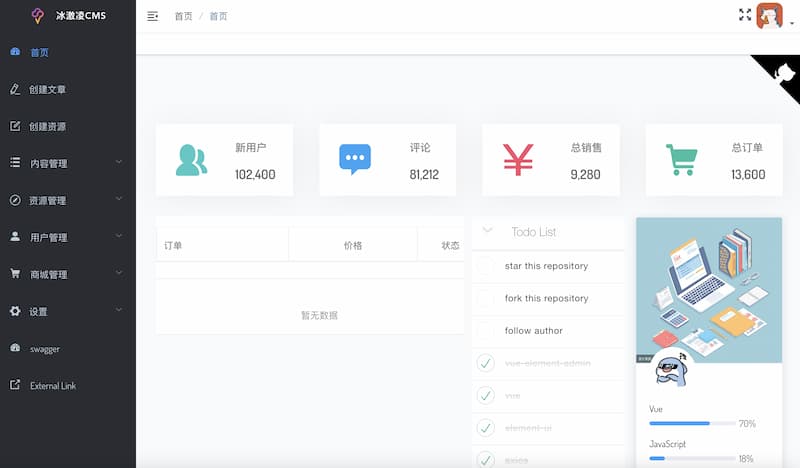 冰激凌CMS
首页 / 首页
首页
创建文章
创建资源
内容管理
资源管理
用户管理
商城管理
设置
swagger
External Link
新用户
102,400
评论
81,212
总销售
9,280
总订单
13,600
订单 价格 状态
暂无数据
Todo List
star this repository
fork this repository
follow author
vue-element-admin
vue
element-ui
axios
Vue
70%
JavaScript
18%